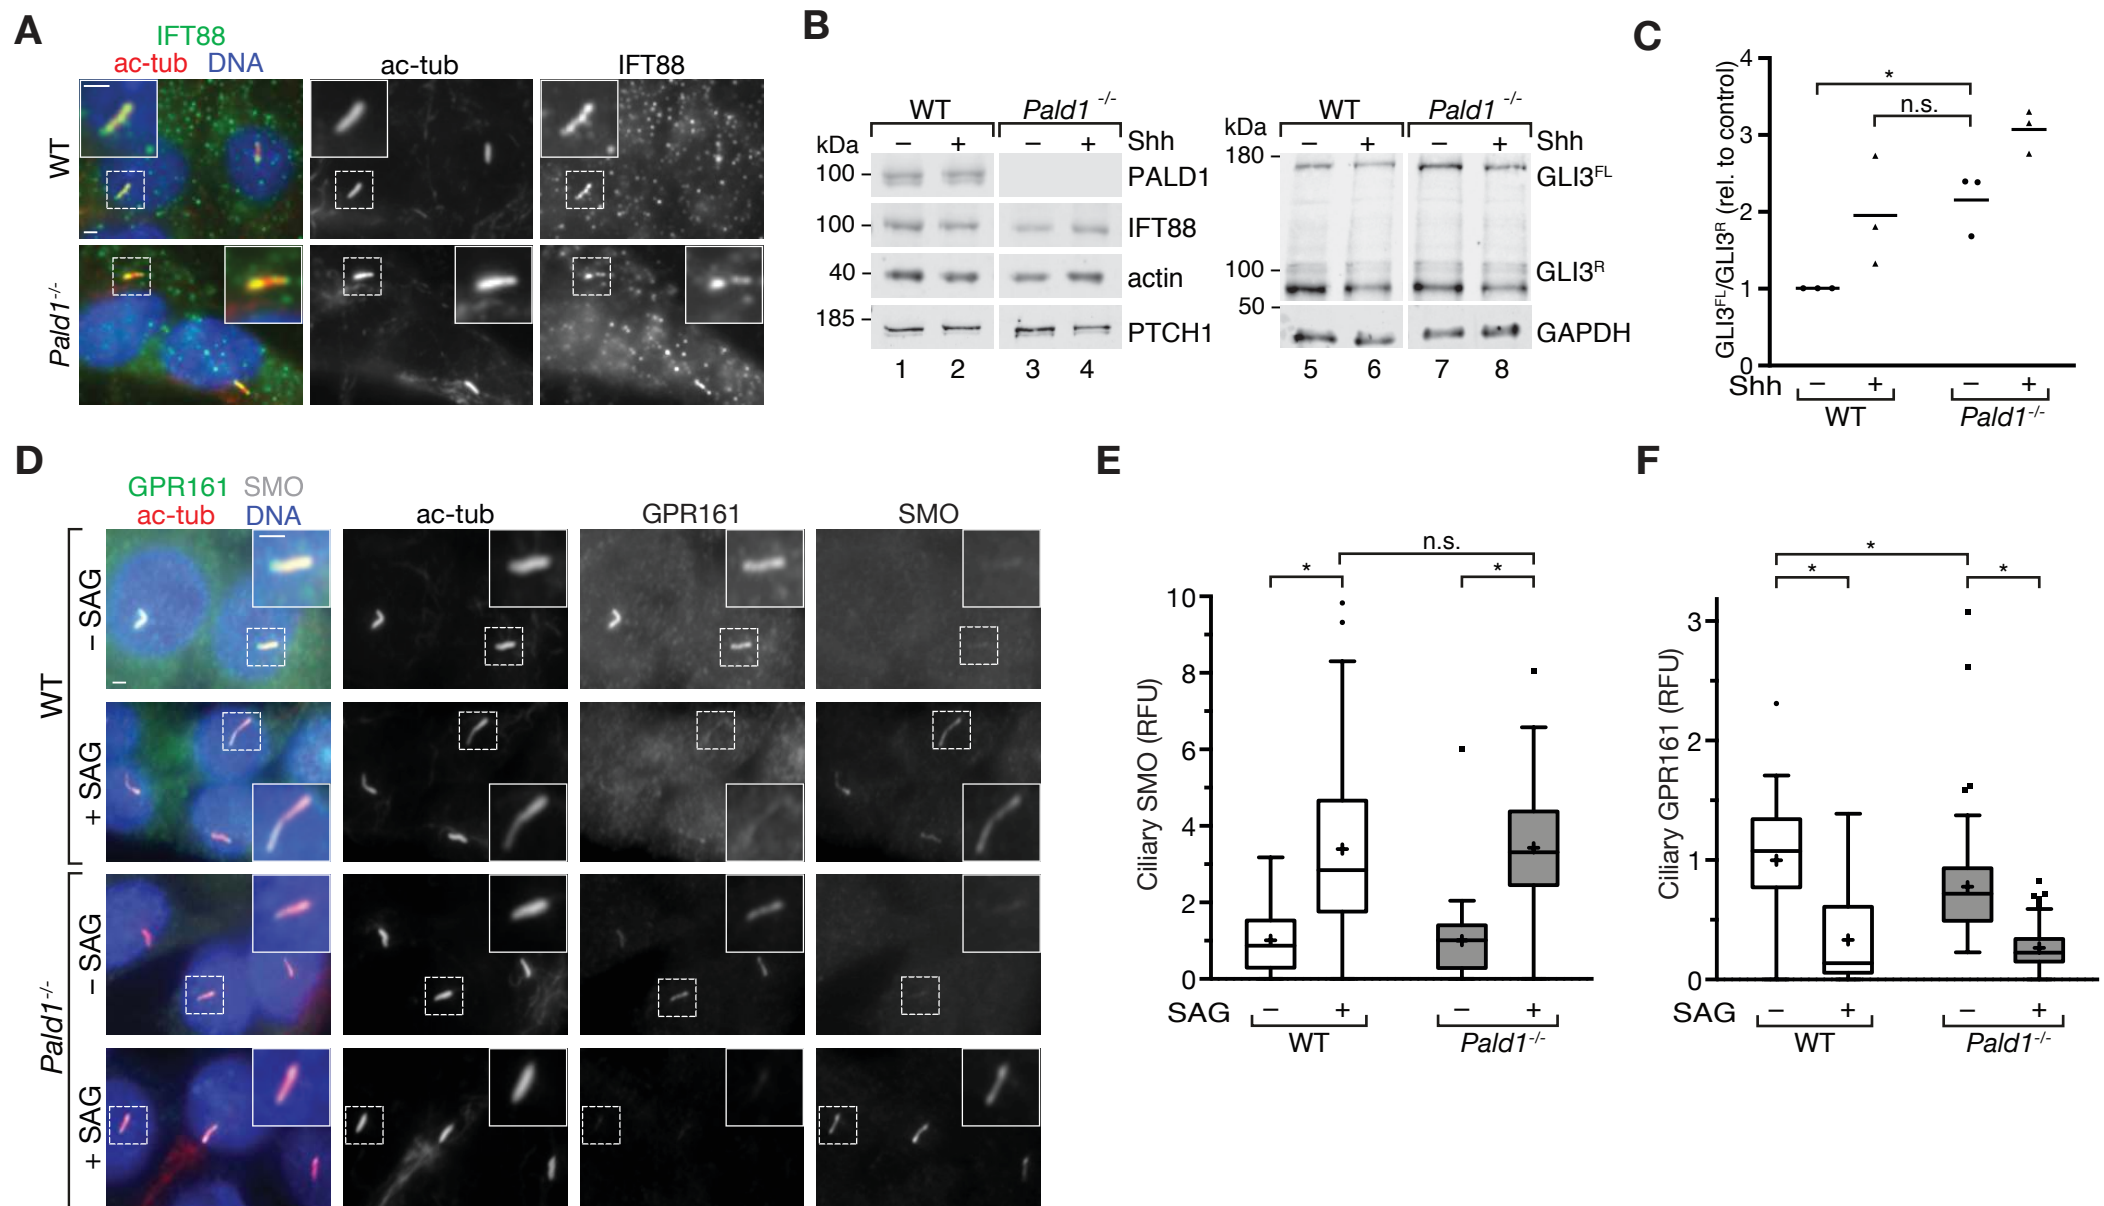 A
IFT88
ac-tub DNA
ac-tub
IFT88
WT
Pald1-/-
B
WT Pald1 -/-
kDa − + − + Shh
100 PALD1
100 IFT88
40 actin
185 PTCH1
1 2 3 4
WT Pald1 -/-
kDa − + − + Shh
180 GLI3FL
100 GLI3R
50 GAPDH
5 6 7 8
C
GLI3FL/GLI3R (rel. to control)
4
3
2
1
0
*
n.s.
Shh − + − +
WT Pald1-/-
D
GPR161 SMO
ac-tub DNA
ac-tub
GPR161
SMO
WT
− SAG
+ SAG
Pald1-/-
− SAG
+ SAG
E
Ciliary SMO (RFU)
10
8
6
4
2
0
n.s.
* *
SAG − + − +
WT Pald1-/-
F
Ciliary GPR161 (RFU)
3
2
1
0
*
* *
SAG − + − +
WT Pald1-/-